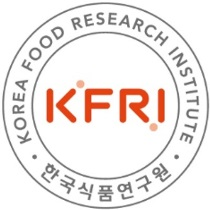 KOREA FOOD RESEARCH INSTITUTE
KFRI
한국식품연구원